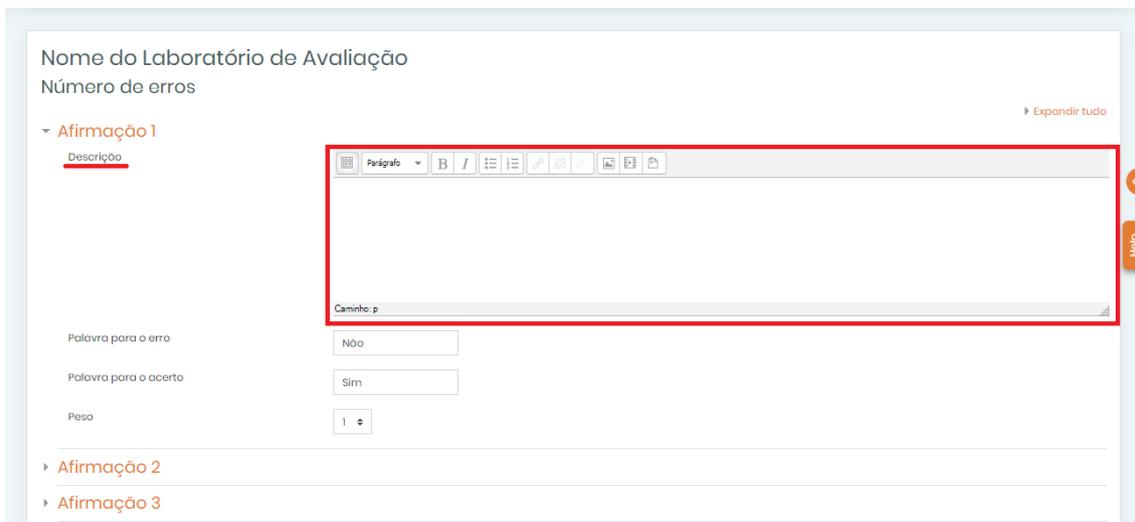 Nome do Laboratório de Avaliação
Número de erros
Expandir tudo
Afirmação 1
Descrição
Parágrafo
B I
Caminho: p
Palavra para o erro
Não
Palavra para o acerto
Sim
Peso
1
Afirmação 2
Afirmação 3
Help